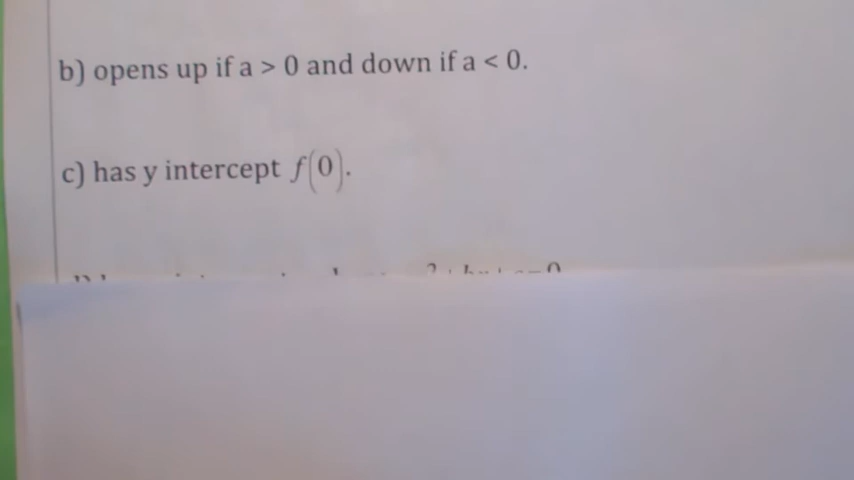 b) opens up if a > 0 and down if a < 0.
c) has y intercept f(0).